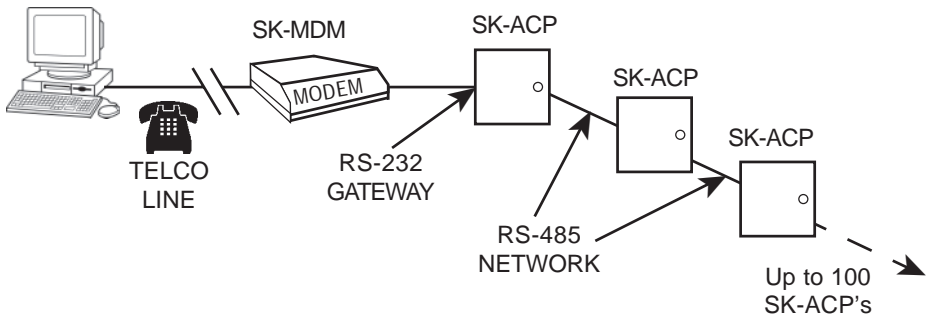 SK-MDM
SK-ACP
SK-ACP
SK-ACP
MODEM
TELCO
LINE
RS-232
GATEWAY
RS-485
NETWORK
Up to 100
SK-ACP's